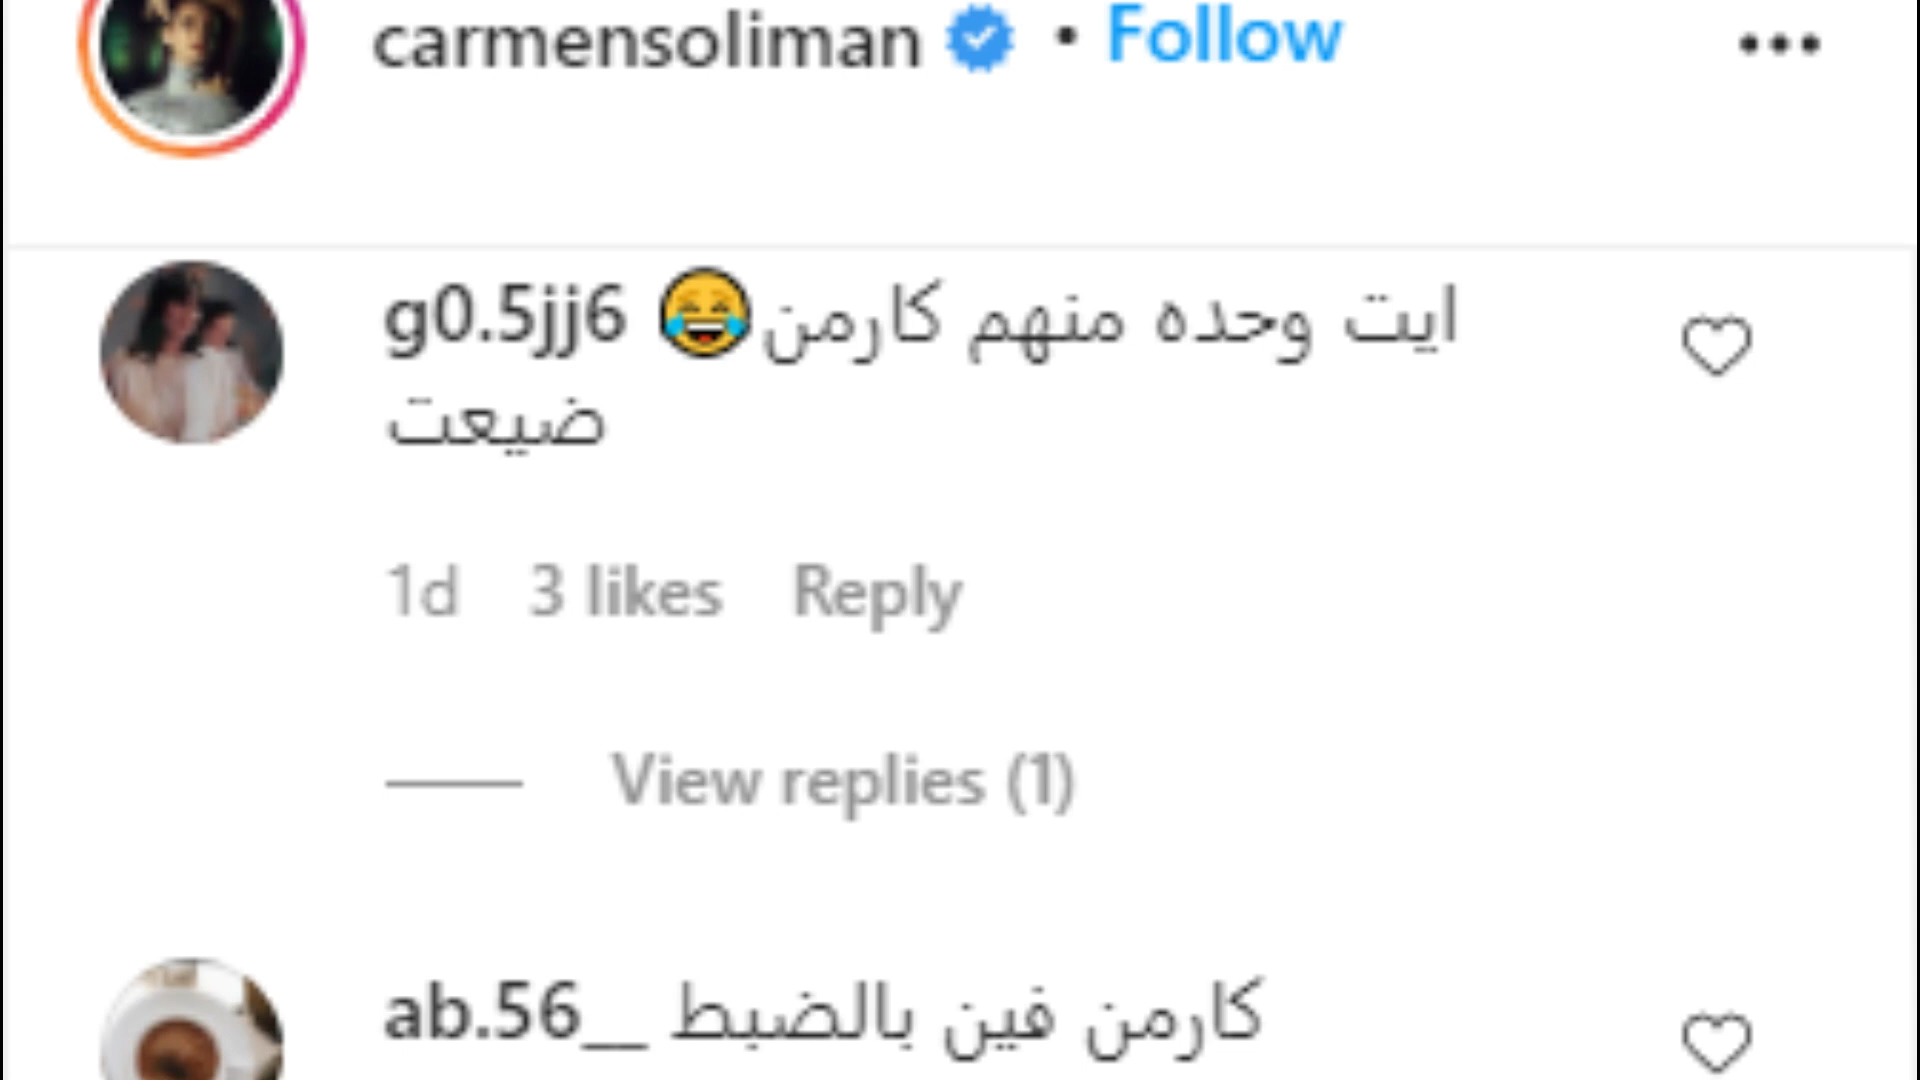 carmensoliman • Follow
g0.5jj6 😂ايت وحده منهم كارمن
ضيعت
1d 3 likes Reply
View replies (1)
ab.56__ كارمن فين بالضبط